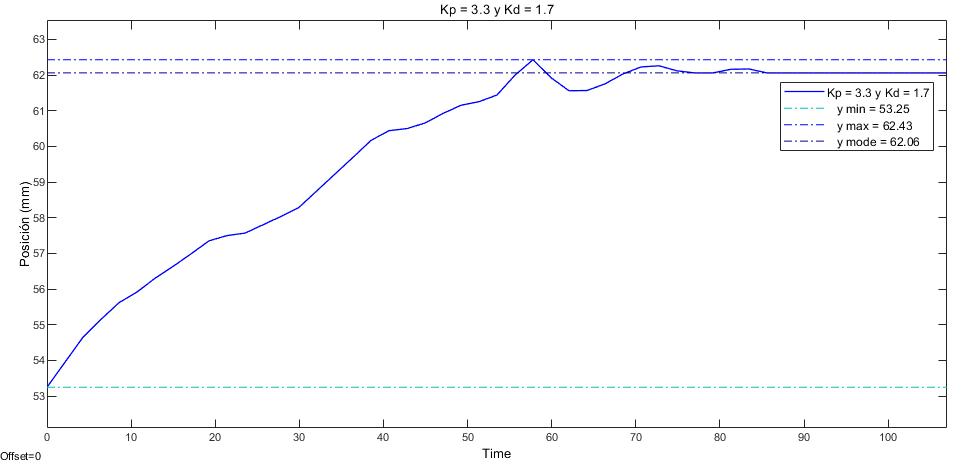 Kp = 3.3 y Kd = 1.7
63
62
61
60
59
58
57
56
55
54
53
Posición (mm)
Kp = 3.3 y Kd = 1.7
y min = 53.25
y max = 62.43
y mode = 62.06
0 10 20 30 40 50 60 70 80 90 100
Time
Offset=0